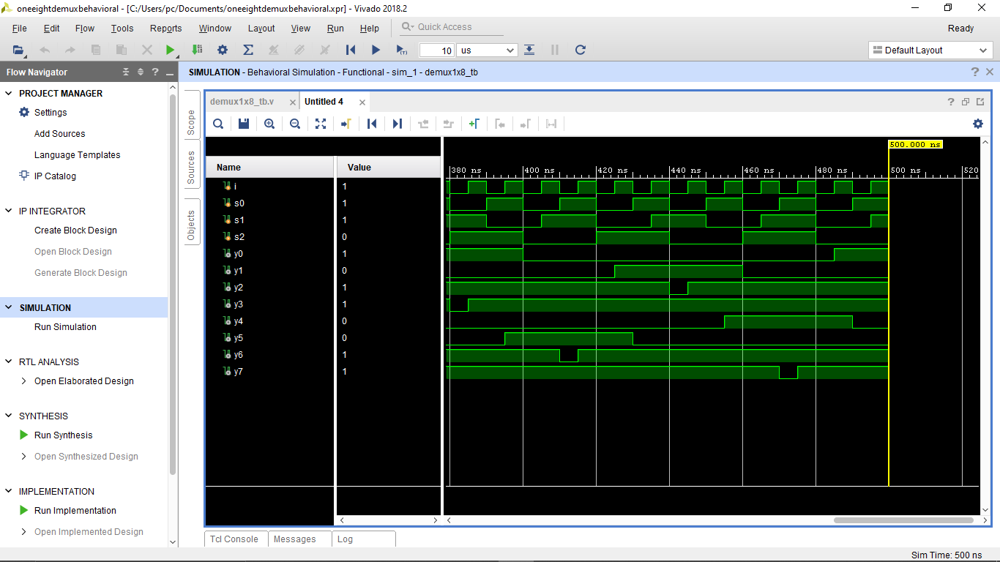 oneeightdemuxbehavioral - [C:/Users/pc/Documents/oneeightdemuxbehavioral.xpr] - Vivado 2018.2
File Edit Flow Tools Reports Window Layout View Run Help Quick Access Ready
10 us Default Layout
Flow Navigator
SIMULATION - Behavioral Simulation - Functional - sim_1 - demux1x8_tb
PROJECT MANAGER
Settings
Add Sources
Language Templates
IP Catalog
IP INTEGRATOR
Create Block Design
Open Block Design
Generate Block Design
SIMULATION
Run Simulation
RTL ANALYSIS
Open Elaborated Design
SYNTHESIS
Run Synthesis
Open Synthesized Design
IMPLEMENTATION
Run Implementation
Open Implemented Design
Scope
Sources
Objects
demux1x8_tb.v Untitled 4
500.000 ns
Name Value
380 ns 400 ns 420 ns 440 ns 460 ns 480 ns 500 ns 520
i 1
s0 1
s1 1
s2 0
y0 1
y1 0
y2 1
y3 1
y4 0
y5 0
y6 1
y7 1
Tcl Console Messages Log
Sim Time: 500 ns